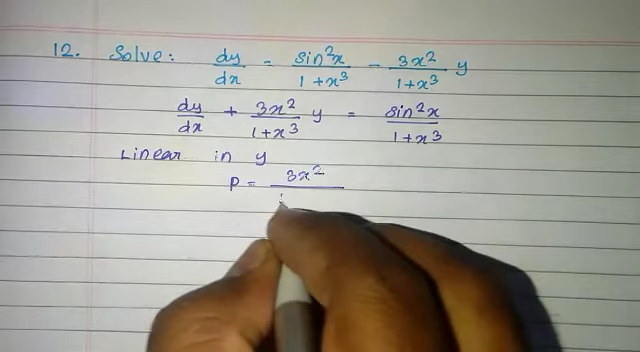 12. Solve: dy/dx = sin²x/1+x³ - 3x²/1+x³ y
dy/dx + 3x²/1+x³ y = sin²x/1+x³
Linear in y
P = 3x²/